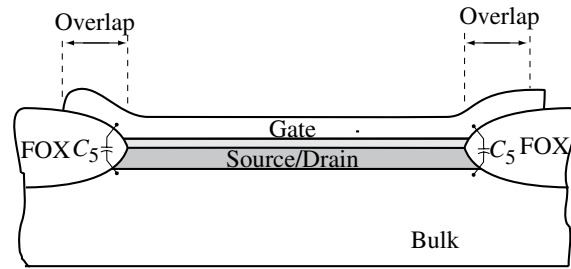 Overlap
Overlap
Gate
FOX C5
C5 FOX
Source/Drain
Bulk